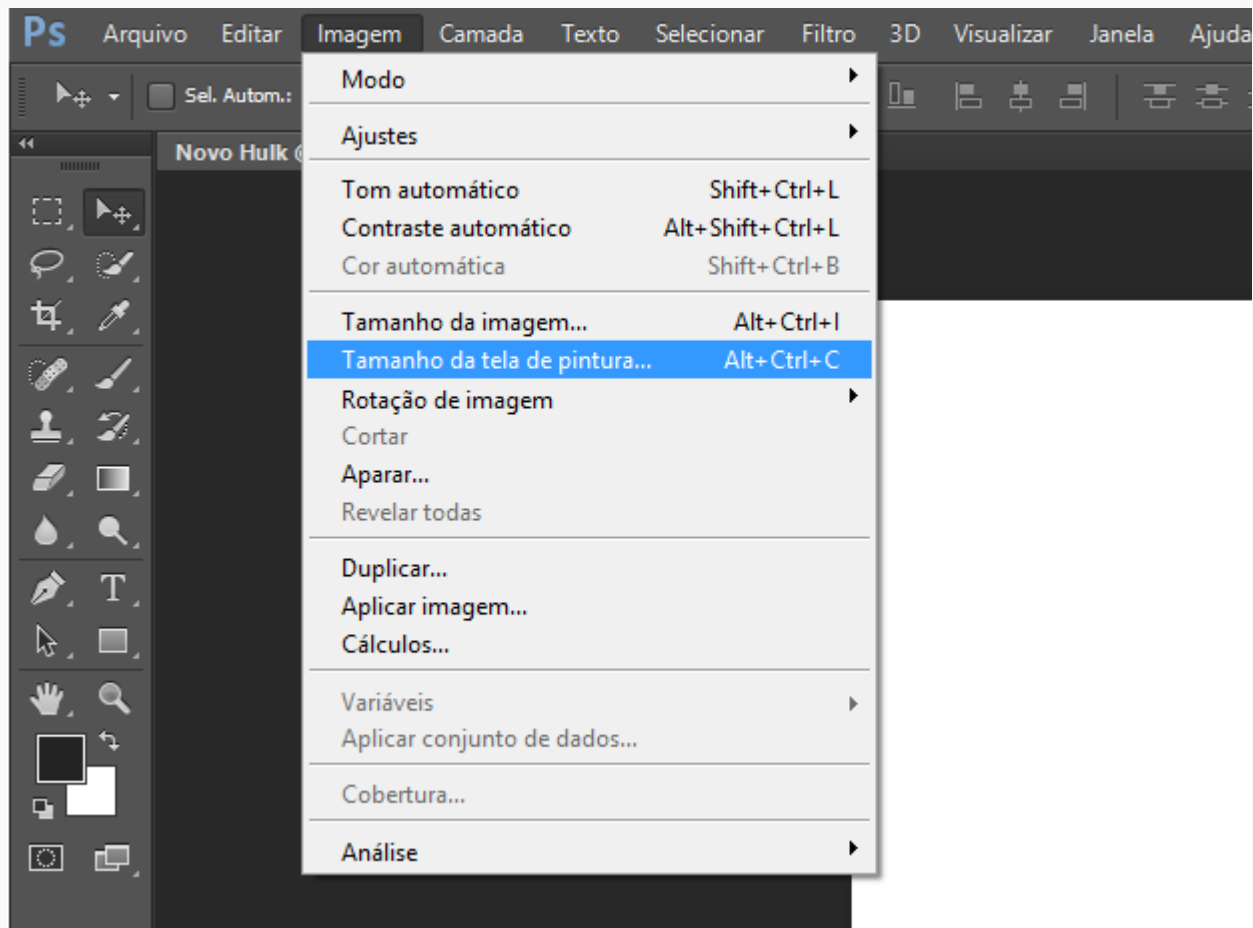 Ps Arquivo Editar Imagem Camada Texto Selecionar Filtro 3D Visualizar Janela Ajuda
Sel. Autom.:
Novo Hulk @
Modo
Ajustes
Tom automático Shift+Ctrl+L
Contraste automático Alt+Shift+Ctrl+L
Cor automática Shift+Ctrl+B
Tamanho da imagem... Alt+Ctrl+I
Tamanho da tela de pintura... Alt+Ctrl+C
Rotação de imagem
Cortar
Aparar...
Revelar todas
Duplicar...
Aplicar imagem...
Cálculos...
Variáveis
Aplicar conjunto de dados...
Cobertura...
Análise